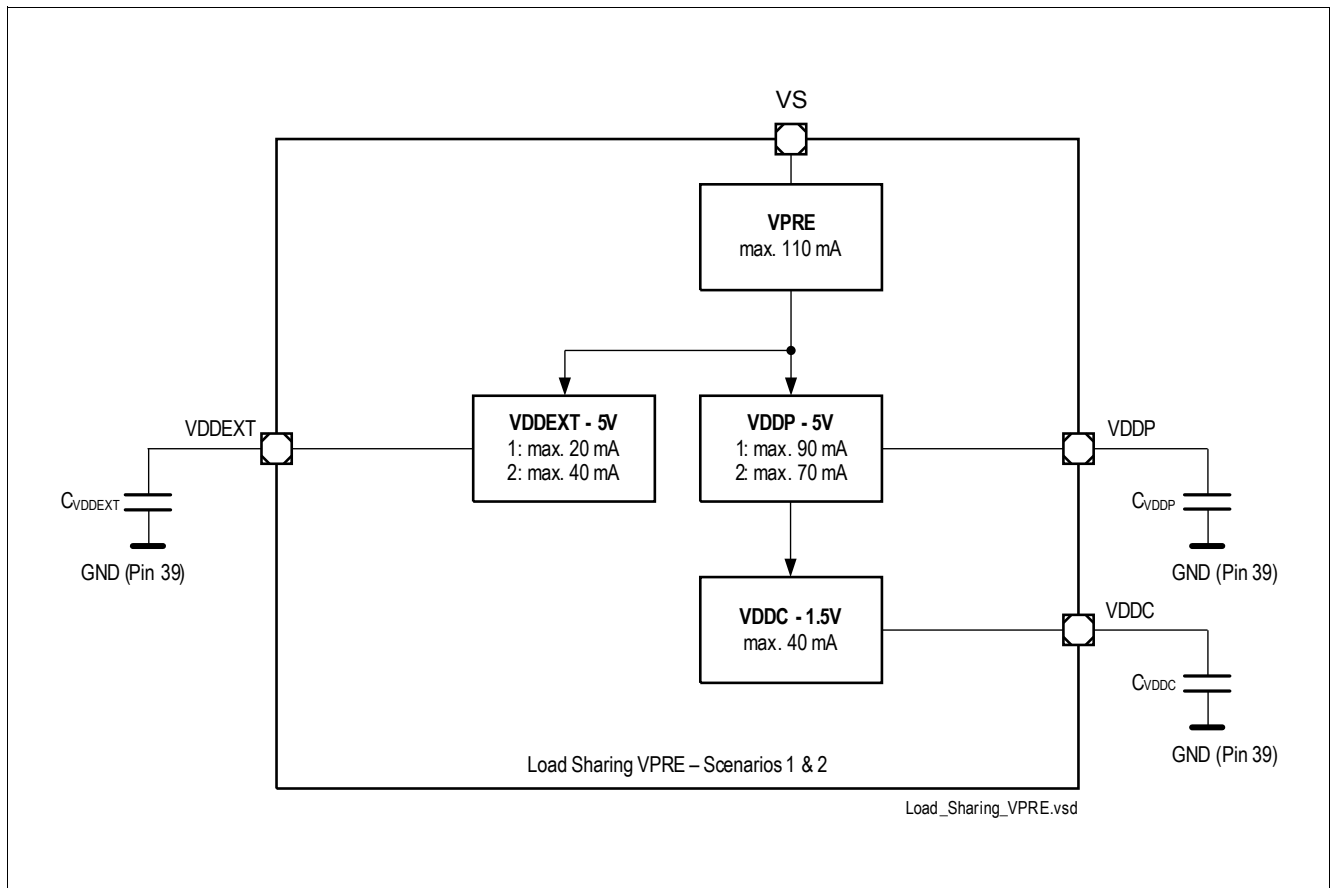 VS
VPRE
max. 110 mA
VDDEXT
VDDEXT - 5V
1: max. 20 mA
2: max. 40 mA
VDDP - 5V
1: max. 90 mA
2: max. 70 mA
VDDP
CVDDEXT
GND (Pin 39)
CVDDP
GND (Pin 39)
VDDC - 1.5V
max. 40 mA
VDDC
CVDDC
GND (Pin 39)
Load Sharing VPRE – Scenarios 1 & 2
Load_Sharing_VPRE.vsd